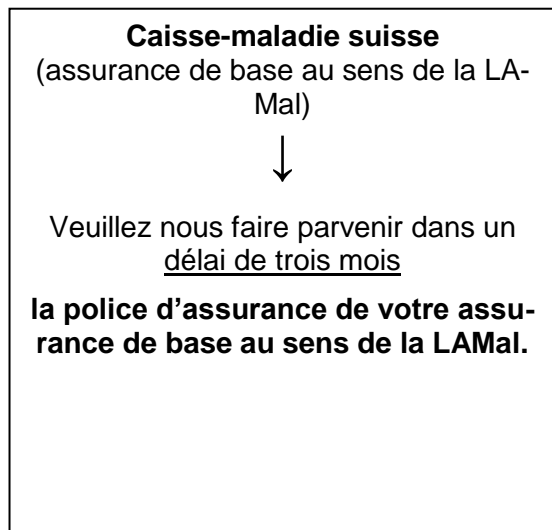 Caisse-maladie suisse
(assurance de base au sens de la LA-
Mal)
↓
Veuillez nous faire parvenir dans un
délai de trois mois
la police d'assurance de votre assu-
rance de base au sens de la LAMal.